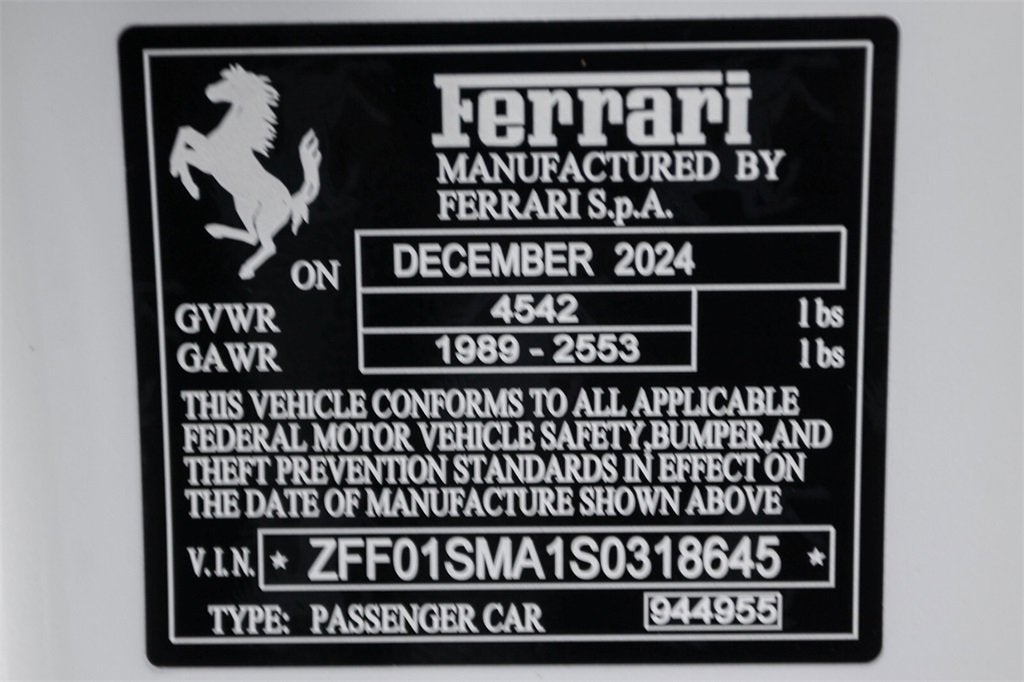 Ferrari
MANUFACTURED BY
FERRARI S.p.A.
ON DECEMBER 2024
GVWR 4542 lbs
GAWR 1989 - 2553 lbs
THIS VEHICLE CONFORMS TO ALL APPLICABLE
FEDERAL MOTOR VEHICLE SAFETY,BUMPER,AND
THEFT PREVENTION STANDARDS IN EFFECT ON
THE DATE OF MANUFACTURE SHOWN ABOVE
V.I.N. * ZFF01SMA1S0318645 *
TYPE: PASSENGER CAR 944955